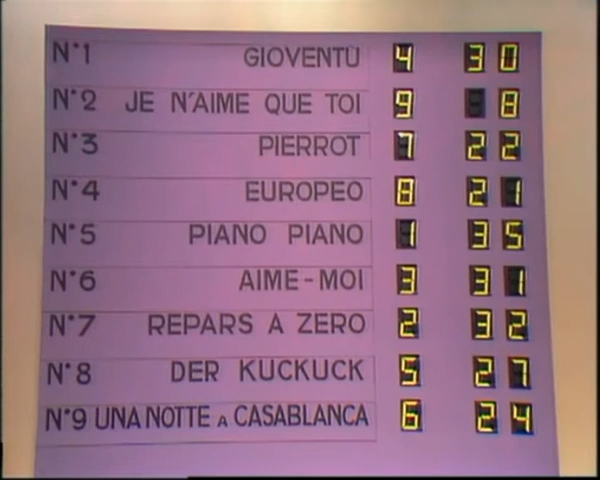 N°1 GIOVENTÙ 4 30
N°2 JE N'AIME QUE TOI 9 8
N°3 PIERROT 7 22
N°4 EUROPEO 8 21
N°5 PIANO PIANO 1 35
N°6 AIME-MOI 3 31
N°7 REPARS A ZERO 2 32
N°8 DER KUCKUCK 5 27
N°9 UNA NOTTE A CASABLANCA 6 24